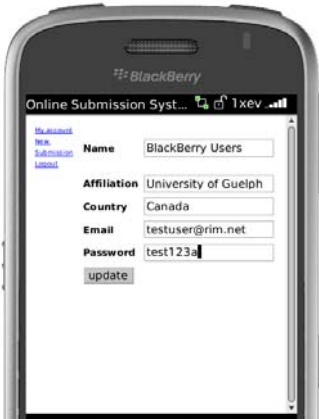 BlackBerry
Online Submission Syst... 1xev
My account
New
Submission
Logout
Name BlackBerry Users
Affiliation University of Guelph
Country Canada
Email testuser@rim.net
Password test123a
update